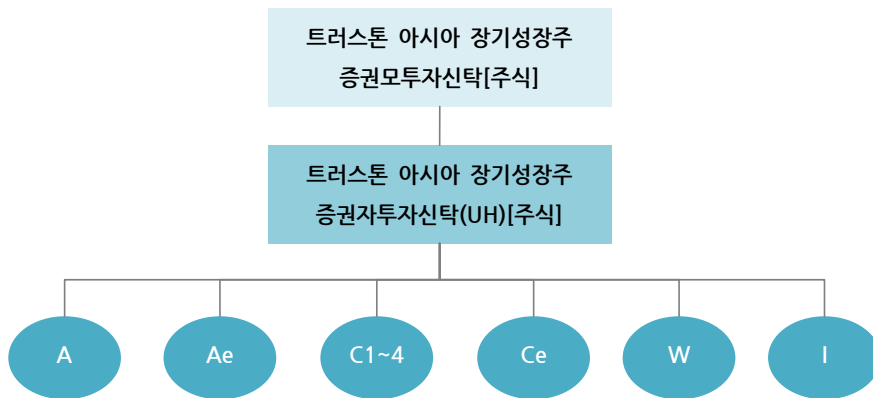 트러스톤 아시아 장기성장주
증권모투자신탁[주식]
트러스톤 아시아 장기성장주
증권자투자신탁(UH)[주식]
A Ae C1~4 Ce W I